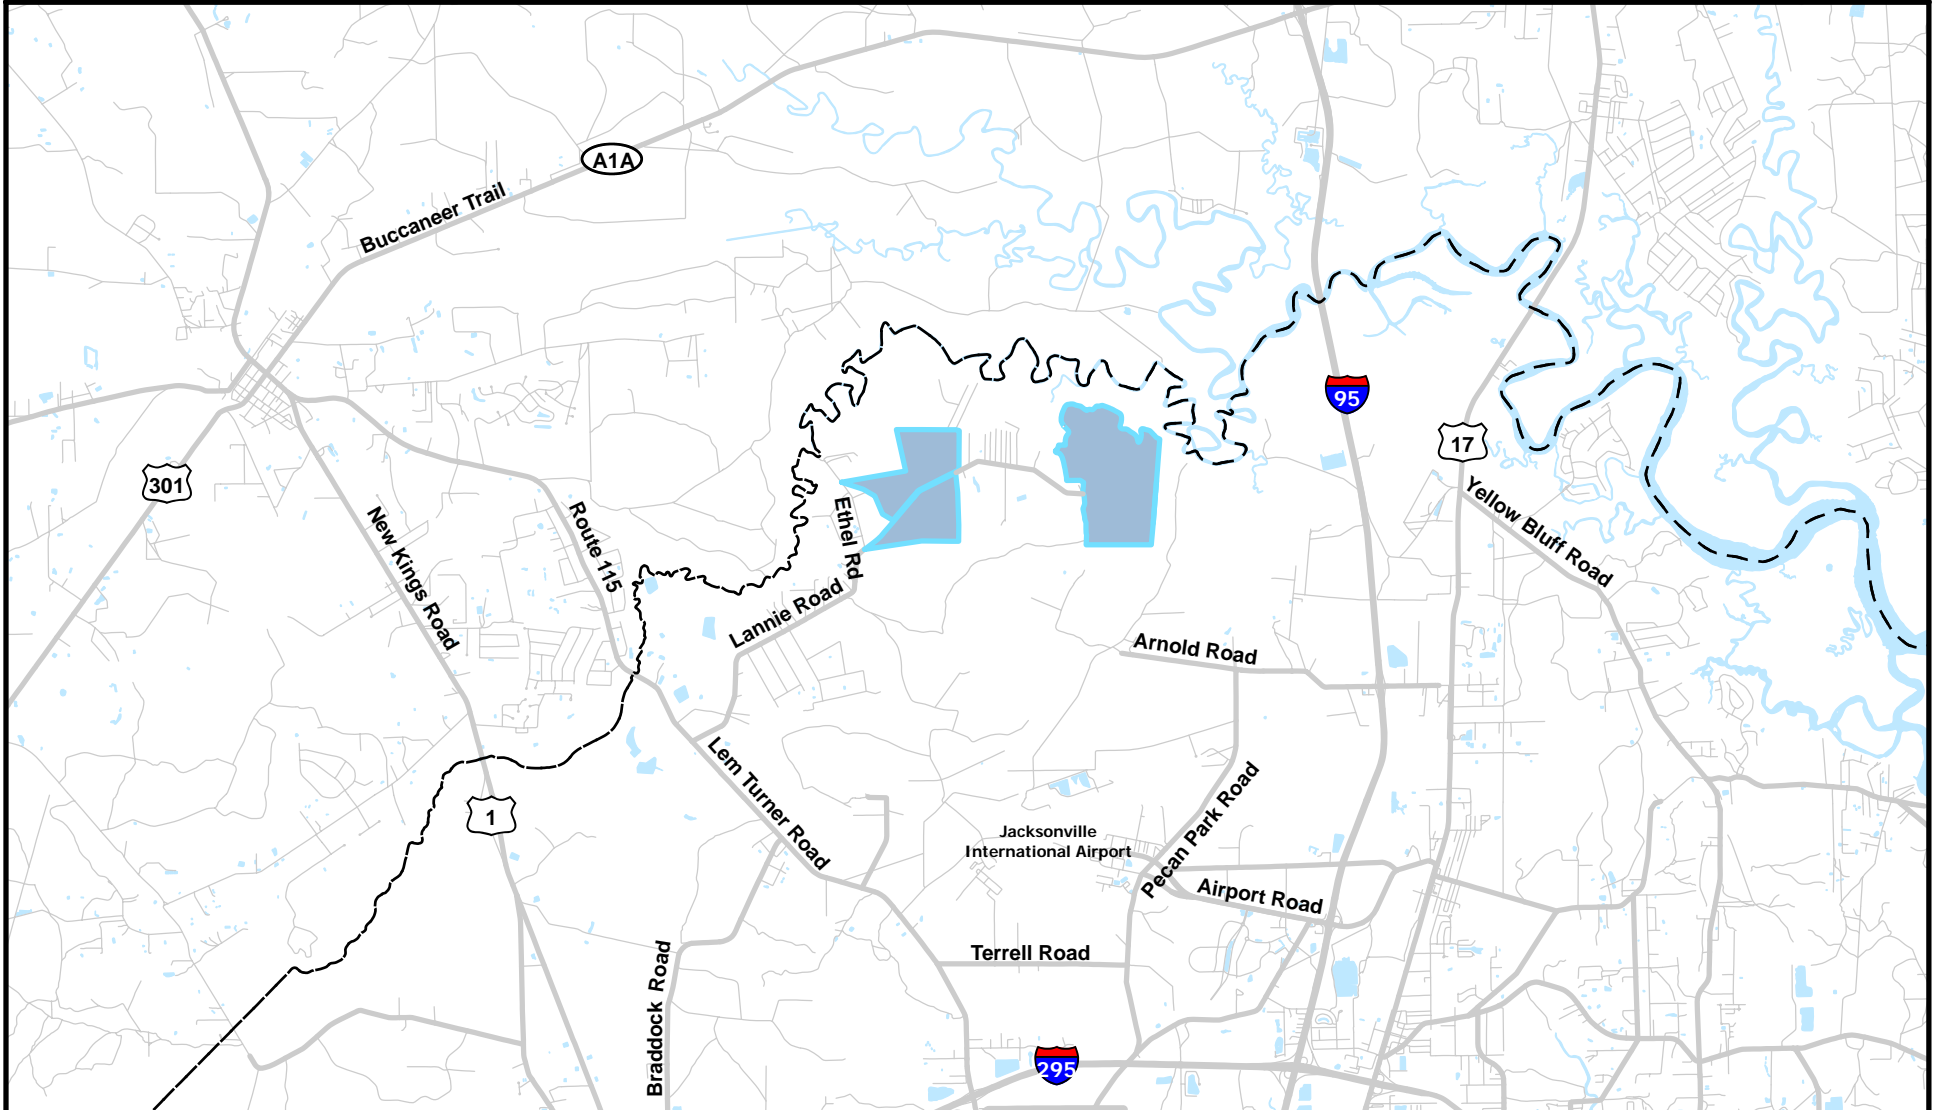 A1A
Buccaneer Trail
95
17
301
Yellow Bluff Road
New Kings Road
Route 115
Ethel Rd
Lannie Road
Arnold Road
1
Lem Turner Road
Pecan Park Road
Jacksonville
International Airport
Airport Road
Terrell Road
Braddock Road
295